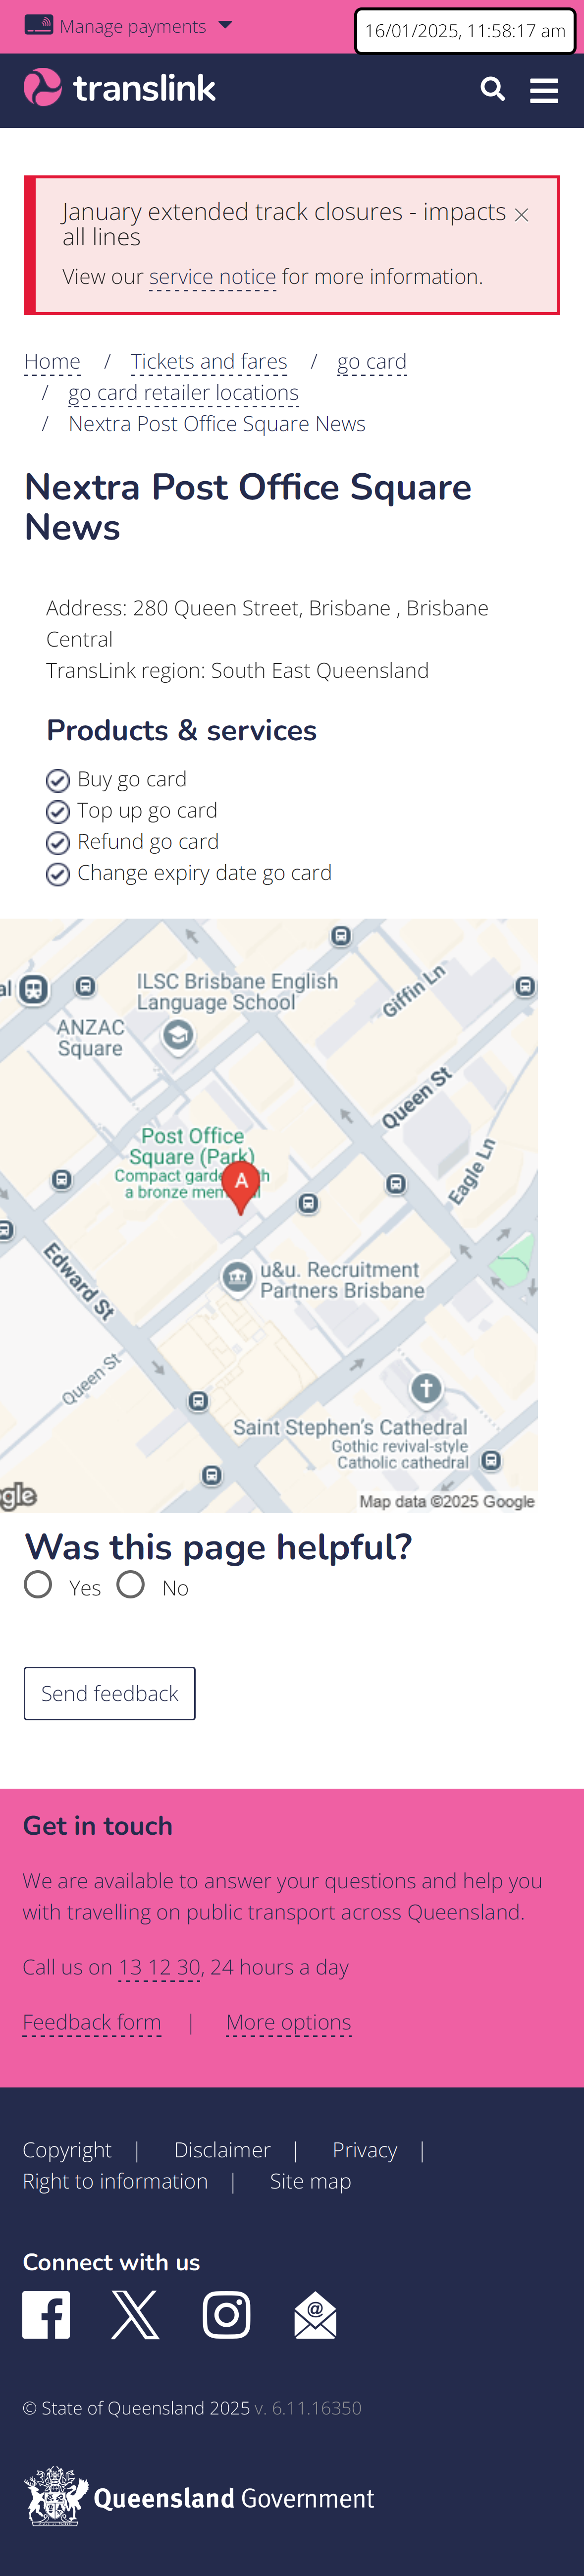 Manage payments
16/01/2025, 11:58:17 am
translink
January extended track closures - impacts
all lines
View our service notice for more information.
Home / Tickets and fares / go card
/ go card retailer locations
/ Nextra Post Office Square News
Nextra Post Office Square
News
Address: 280 Queen Street, Brisbane , Brisbane
Central
TransLink region: South East Queensland
Products & services
Buy go card
Top up go card
Refund go card
Change expiry date go card
al
ILSC Brisbane English
Language School
Giffin Ln
ANZAC
Square
Queen St
Post Office
Square (Park)
Compact garde
h
a bronze mem
l
A
Eagle Ln
Edward St
u&u. Recruitment
Partners Brisbane
Queen St
Saint Stephen's Cathedral
Gothic revival-style
Catholic cathedral
gle
Map data ©2025 Google
Was this page helpful?
Yes No
Send feedback
Get in touch
We are available to answer your questions and help you
with travelling on public transport across Queensland.
Call us on 13 12 30, 24 hours a day
Feedback form | More options
Copyright | Disclaimer | Privacy |
Right to information | Site map
Connect with us
@
© State of Queensland 2025 v. 6.11.16350
Queensland Government